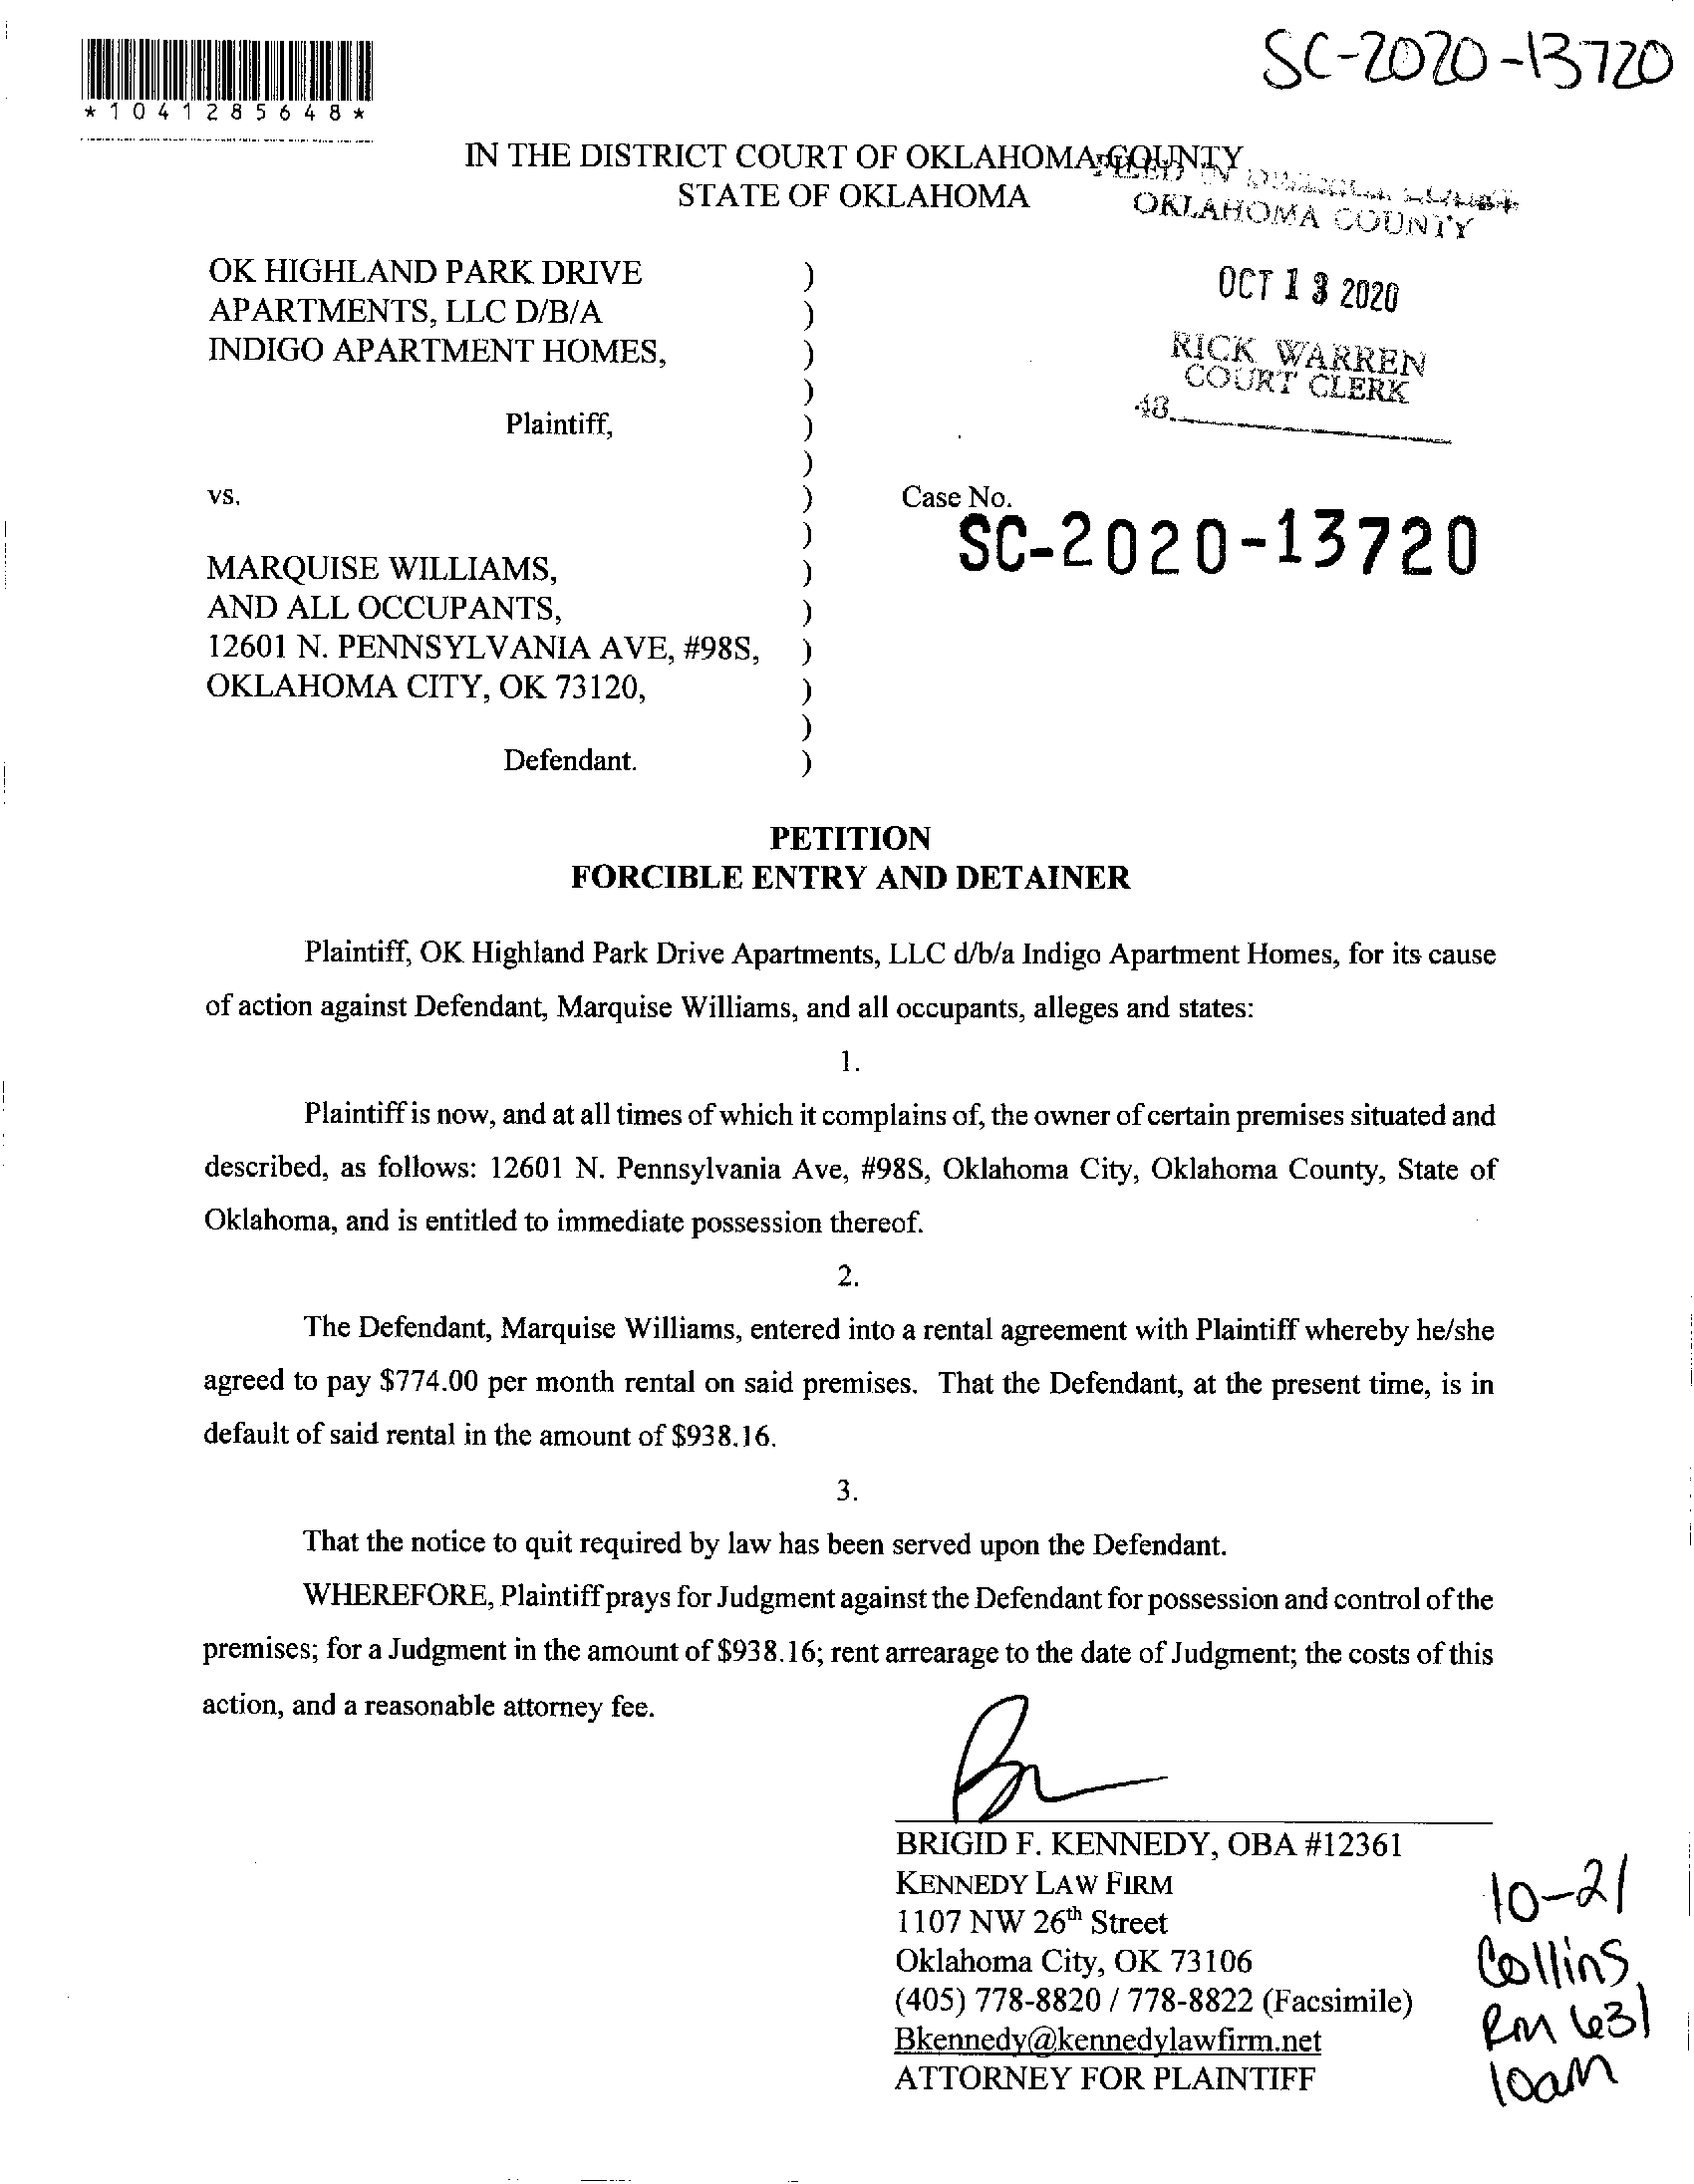 SC-2020-13720
*1041285648*
IN THE DISTRICT COURT OF OKLAHOMA COUNTY
STATE OF OKLAHOMA
FILED IN DISTRICT COURT
OKLAHOMA COUNTY
OCT 13 2020
RICK WARREN
COURT CLERK
48
OK HIGHLAND PARK DRIVE )
APARTMENTS, LLC D/B/A )
INDIGO APARTMENT HOMES, )
)
Plaintiff, )
)
vs. ) Case No.
SC-2020-13720
)
MARQUISE WILLIAMS, )
AND ALL OCCUPANTS, )
12601 N. PENNSYLVANIA AVE, #98S, )
OKLAHOMA CITY, OK 73120, )
)
Defendant. )
PETITION
FORCIBLE ENTRY AND DETAINER
Plaintiff, OK Highland Park Drive Apartments, LLC d/b/a Indigo Apartment Homes, for its cause
of action against Defendant, Marquise Williams, and all occupants, alleges and states:
1.
Plaintiff is now, and at all times of which it complains of, the owner of certain premises situated and
described, as follows: 12601 N. Pennsylvania Ave, #98S, Oklahoma City, Oklahoma County, State of
Oklahoma, and is entitled to immediate possession thereof.
2.
The Defendant, Marquise Williams, entered into a rental agreement with Plaintiff whereby he/she
agreed to pay $774.00 per month rental on said premises. That the Defendant, at the present time, is in
default of said rental in the amount of $938.16.
3.
That the notice to quit required by law has been served upon the Defendant.
WHEREFORE, Plaintiff prays for Judgment against the Defendant for possession and control of the
premises; for a Judgment in the amount of $938.16; rent arrearage to the date of Judgment; the costs of this
action, and a reasonable attorney fee.
BRIGID F. KENNEDY, OBA #12361
KENNEDY LAW FIRM
1107 NW 26th Street
Oklahoma City, OK 73106
(405) 778-8820 / 778-8822 (Facsimile)
Bkennedy@kennedylawfirm.net
ATTORNEY FOR PLAINTIFF
10-21
Collins
RM 631
10am